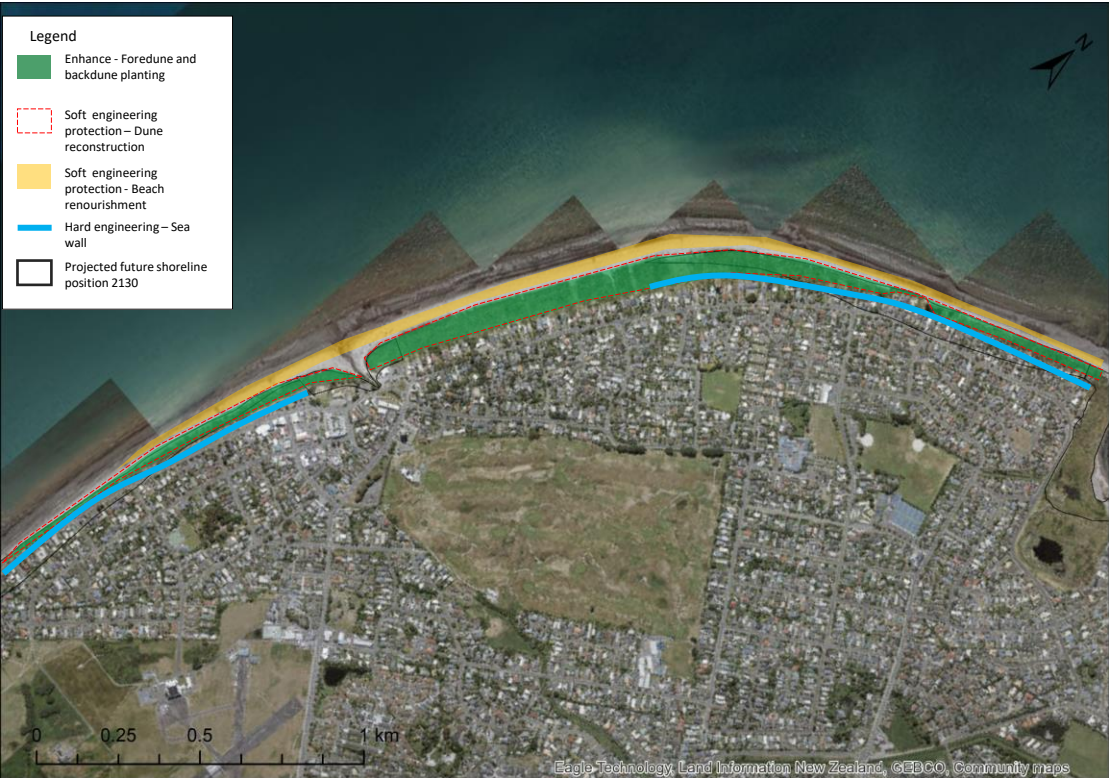 Legend
Enhance - Foredune and
backdune planting
Soft engineering
protection – Dune
reconstruction
Soft engineering
protection - Beach
renourishment
Hard engineering – Sea
wall
Projected future shoreline
position 2130
N
0 0.25 0.5 1 km
Eagle Technology, Land Information New Zealand, GEBCO, Community maps